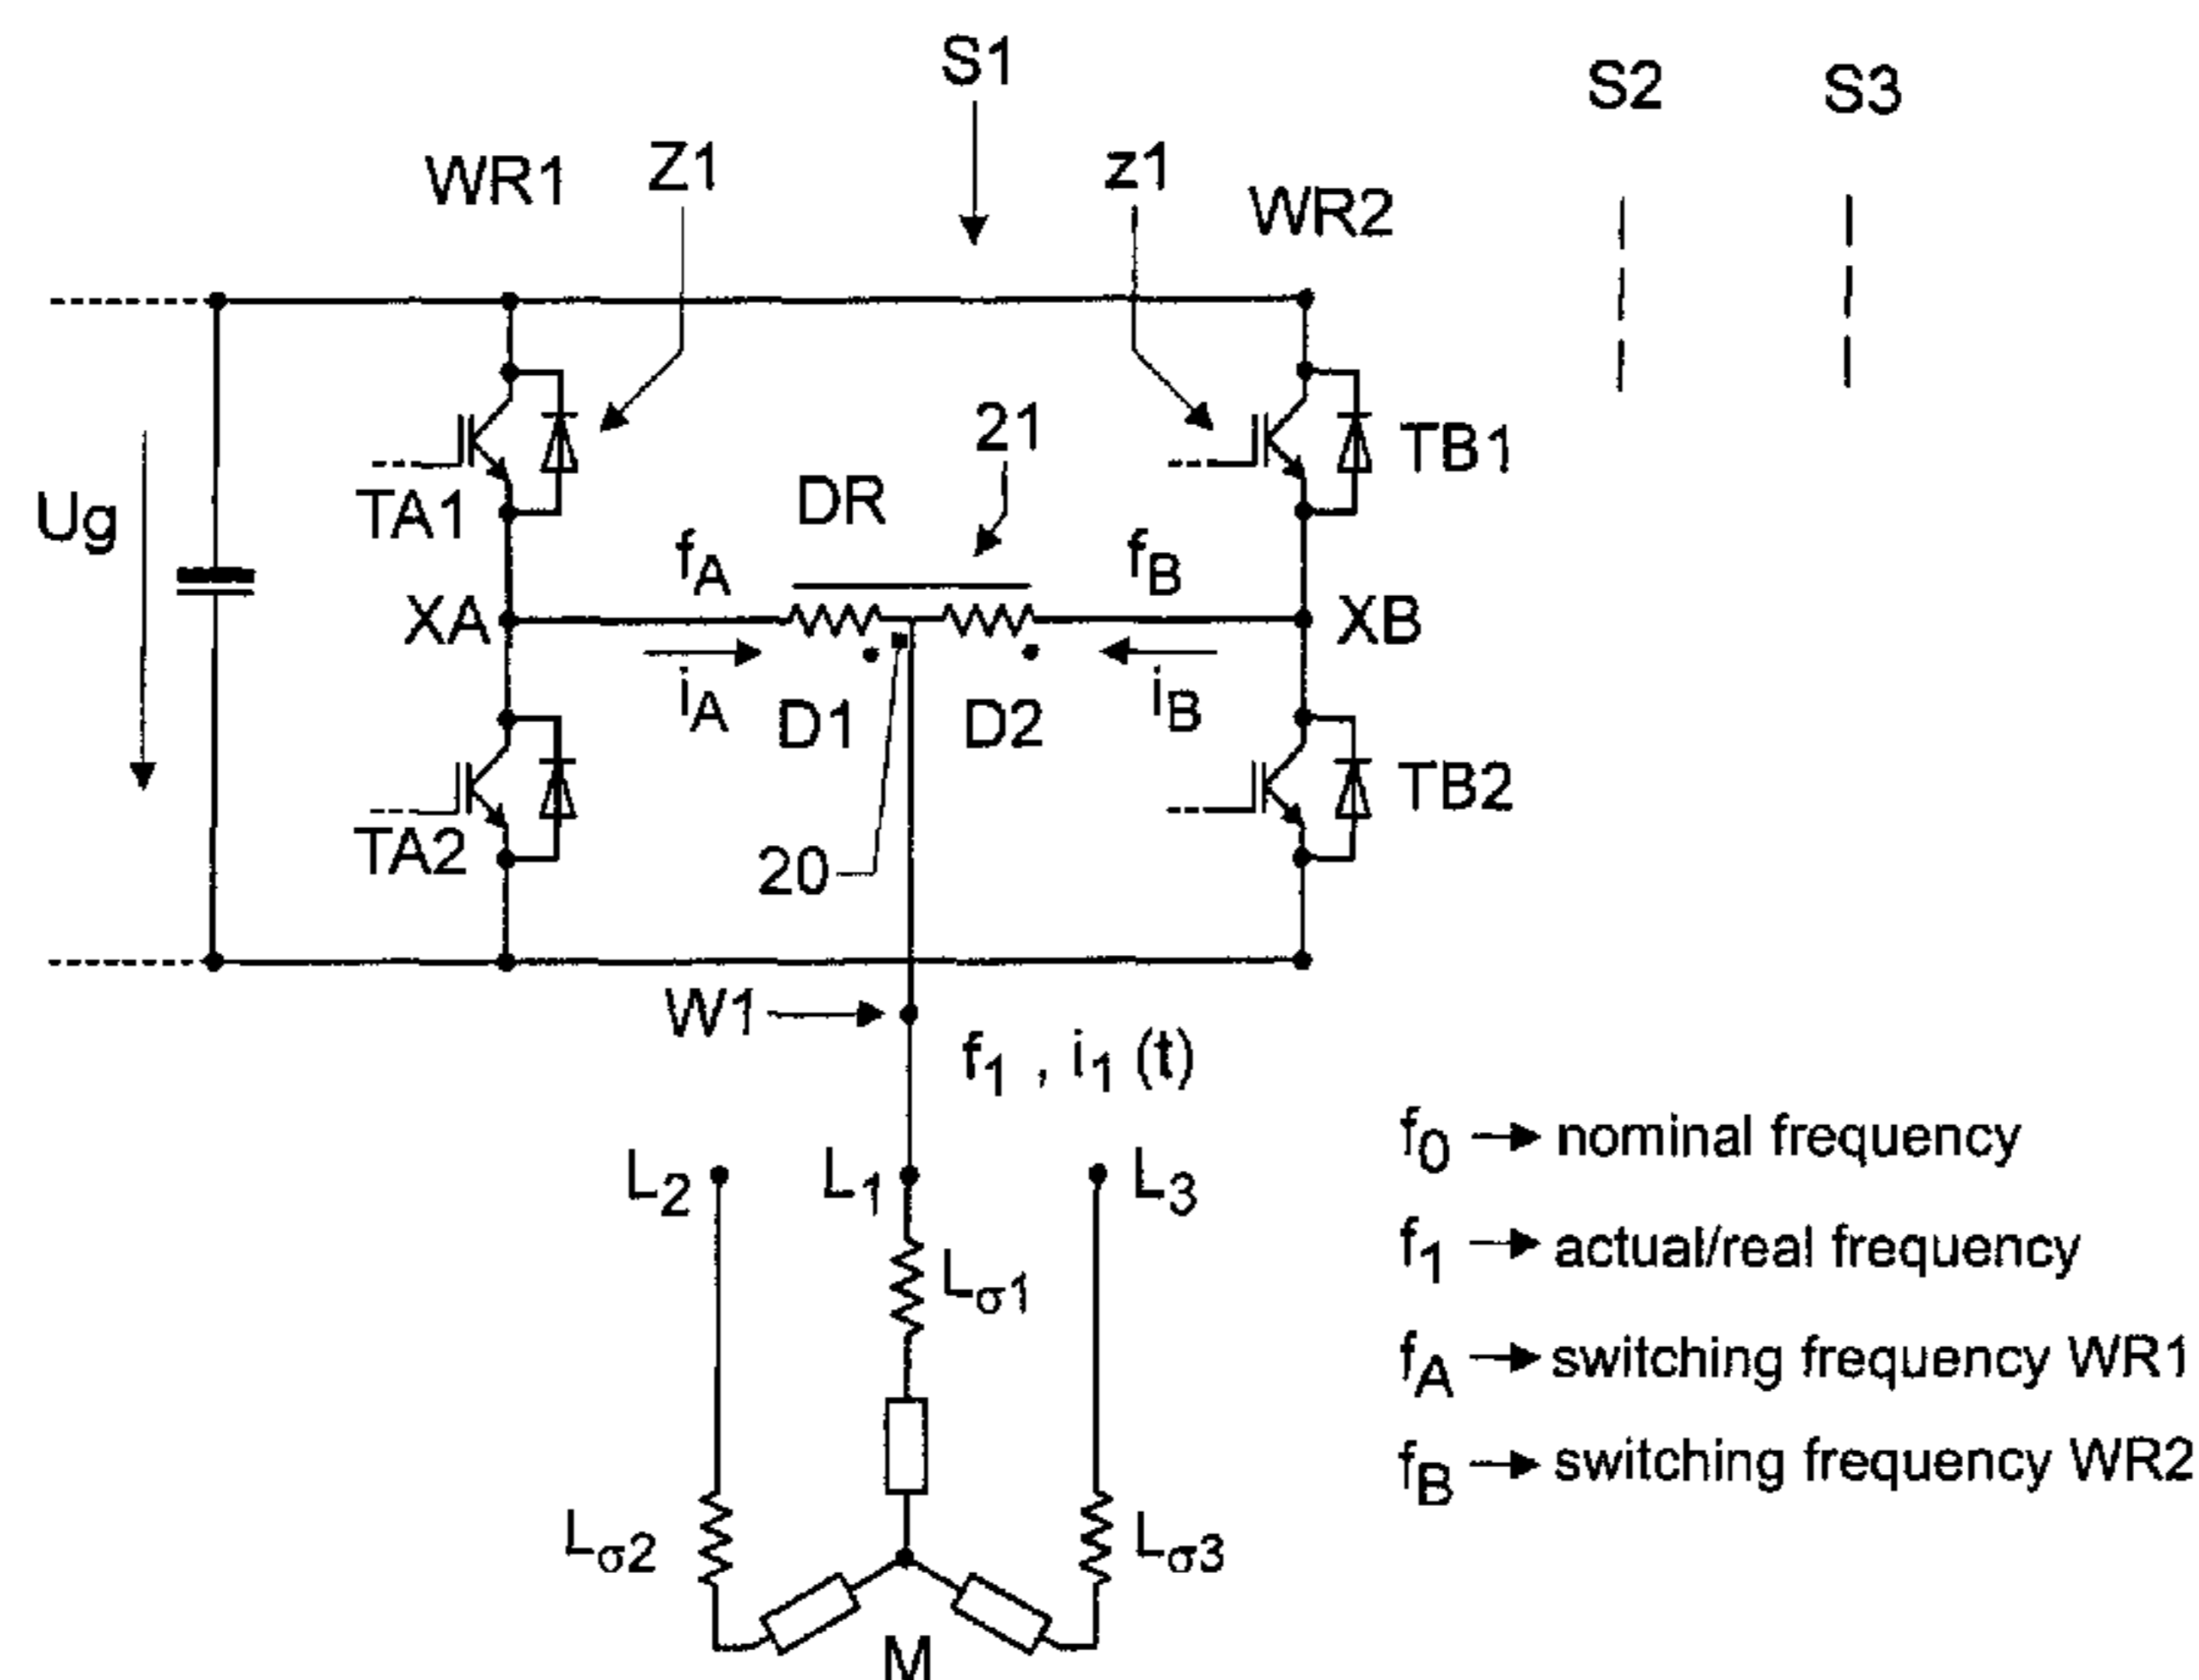 S1
S2
S3
WR1
Z1
z1
WR2
21
TB1
TA1
DR
Ug
fA
fB
XA
XB
iA
iB
D1
D2
TB2
TA2
20
W1
f1 , i1 (t)
L2
L1
L3
f0 → nominal frequency
f1 → actual/real frequency
Lσ1
fA → switching frequency WR1
fB → switching frequency WR2
Lσ2
Lσ3
M